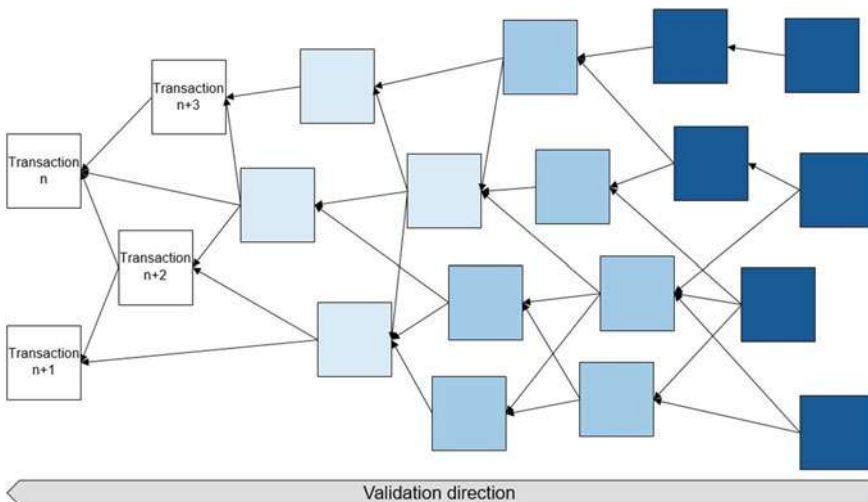 Transaction
n+3
Transaction
n
Transaction
n+2
Transaction
n+1
Validation direction